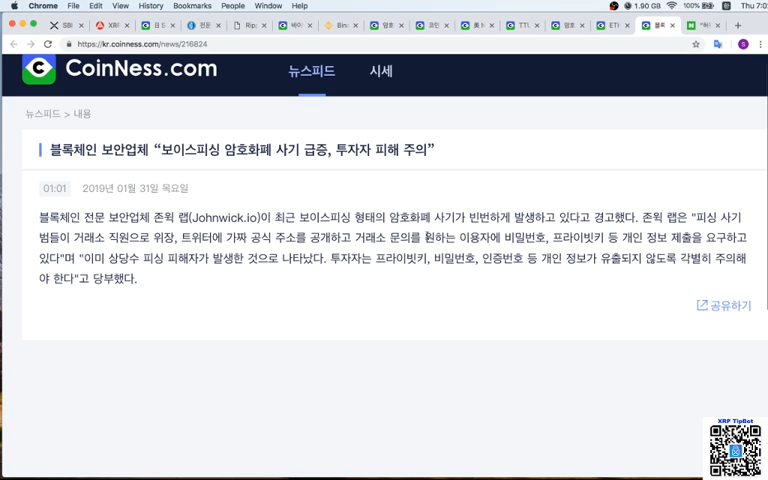 Chrome File Edit View History Bookmarks People Window Help 1.90 GB 100% Thu 7:0
SBI
https://kr.coinness.com/news/216824
CoinNess.com 뉴스피드 시세
뉴스피드 > 내용
블록체인 보안업체 “보이스피싱 암호화폐 사기 급증, 투자자 피해 주의”
01:01 2019년 01월 31일 목요일
블록체인 전문 보안업체 존윅 랩(Johnwick.io)이 최근 보이스피싱 형태의 암호화폐 사기가 빈번하게 발생하고 있다고 경고했다. 존윅 랩은 "피싱 사기
범들이 거래소 직원으로 위장, 트위터에 가짜 공식 주소를 공개하고 거래소 문의를 원하는 이용자에 비밀번호, 프라이빗키 등 개인 정보 제출을 요구하고
있다"며 "이미 상당수 피싱 피해자가 발생한 것으로 나타났다. 투자자는 프라이빗키, 비밀번호, 인증번호 등 개인 정보가 유출되지 않도록 각별히 주의해
야 한다"고 당부했다.
공유하기
XRP TipBot